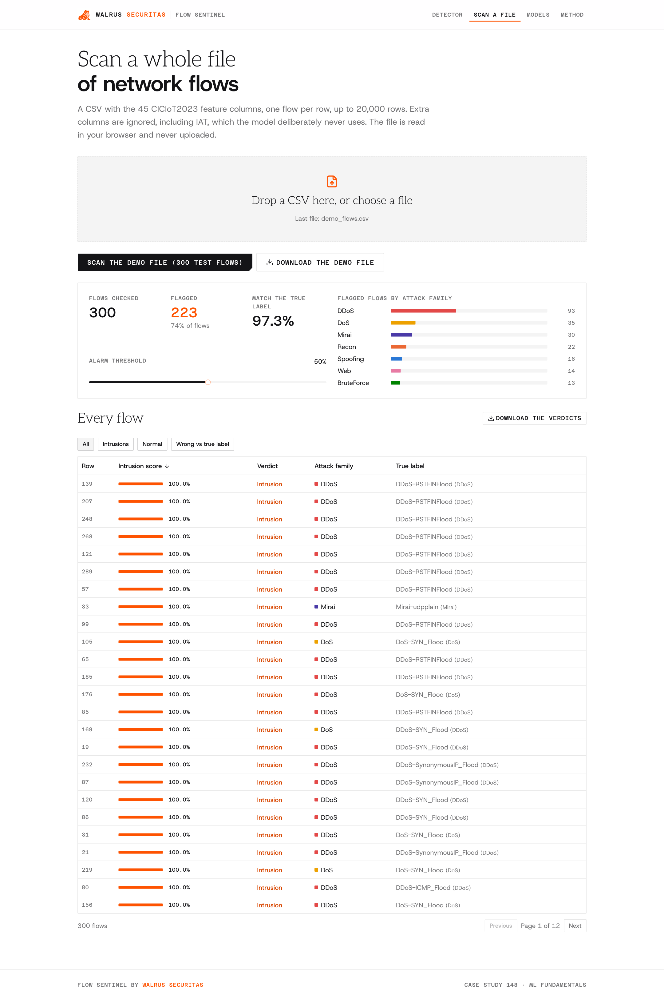 WALRUS SECURITAS FLOW SENTINEL DETECTOR SCAN A FILE MODELS METHOD
Scan a whole file
of network flows
A CSV with the 45 CICIoT2023 feature columns, one flow per row, up to 20,000 rows. Extra
columns are ignored, including IAT, which the model deliberately never uses. The file is read
in your browser and never uploaded.
Drop a CSV here, or choose a file
Last file: demo_flows.csv
SCAN THE DEMO FILE (300 TEST FLOWS) DOWNLOAD THE DEMO FILE
FLOWS CHECKED
300
FLAGGED
223
74% of flows
MATCH THE TRUE
LABEL
97.3%
ALARM THRESHOLD 50%
FLAGGED FLOWS BY ATTACK FAMILY
DDoS 93
DoS 35
Mirai 30
Recon 22
Spoofing 16
Web 14
BruteForce 13
Every flow DOWNLOAD THE VERDICTS
All Intrusions Normal Wrong vs true label
Row Intrusion score ↓ Verdict Attack family True label
139 100.0% Intrusion DDoS DDoS-RSTFINFlood (DDoS)
207 100.0% Intrusion DDoS DDoS-RSTFINFlood (DDoS)
248 100.0% Intrusion DDoS DDoS-RSTFINFlood (DDoS)
268 100.0% Intrusion DDoS DDoS-RSTFINFlood (DDoS)
121 100.0% Intrusion DDoS DDoS-RSTFINFlood (DDoS)
289 100.0% Intrusion DDoS DDoS-RSTFINFlood (DDoS)
57 100.0% Intrusion DDoS DDoS-RSTFINFlood (DDoS)
33 100.0% Intrusion Mirai Mirai-udpplain (Mirai)
99 100.0% Intrusion DDoS DDoS-RSTFINFlood (DDoS)
105 100.0% Intrusion DoS DoS-SYN_Flood (DoS)
65 100.0% Intrusion DDoS DDoS-RSTFINFlood (DDoS)
185 100.0% Intrusion DDoS DDoS-RSTFINFlood (DDoS)
176 100.0% Intrusion DDoS DoS-SYN_Flood (DoS)
85 100.0% Intrusion DDoS DDoS-RSTFINFlood (DDoS)
169 100.0% Intrusion DoS DDoS-SYN_Flood (DDoS)
19 100.0% Intrusion DDoS DDoS-SYN_Flood (DDoS)
232 100.0% Intrusion DDoS DDoS-SynonymousIP_Flood (DDoS)
87 100.0% Intrusion DDoS DDoS-SynonymousIP_Flood (DDoS)
120 100.0% Intrusion DDoS DDoS-SYN_Flood (DDoS)
86 100.0% Intrusion DDoS DDoS-SYN_Flood (DDoS)
31 100.0% Intrusion DDoS DoS-SYN_Flood (DoS)
21 100.0% Intrusion DDoS DDoS-SynonymousIP_Flood (DDoS)
219 100.0% Intrusion DoS DoS-SYN_Flood (DoS)
80 100.0% Intrusion DDoS DDoS-ICMP_Flood (DDoS)
156 100.0% Intrusion DDoS DoS-SYN_Flood (DoS)
300 flows Previous Page 1 of 12 Next
FLOW SENTINEL BY WALRUS SECURITAS CASE STUDY 148 · ML FUNDAMENTALS